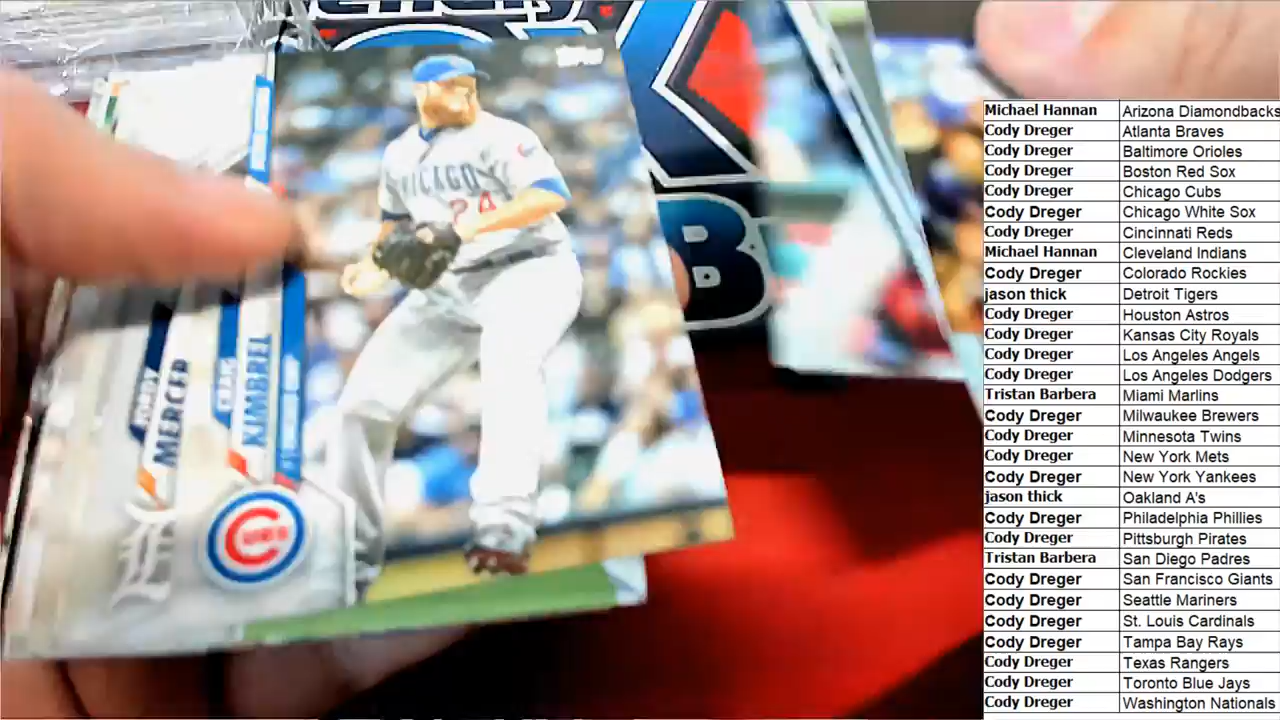 topps
CHICAGO
24
JORDY
MERCER
CRAIG
KIMBREL
CUBS
B
Michael Hannan Arizona Diamondbacks
Cody Dreger Atlanta Braves
Cody Dreger Baltimore Orioles
Cody Dreger Boston Red Sox
Cody Dreger Chicago Cubs
Cody Dreger Chicago White Sox
Cody Dreger Cincinnati Reds
Michael Hannan Cleveland Indians
Cody Dreger Colorado Rockies
jason thick Detroit Tigers
Cody Dreger Houston Astros
Cody Dreger Kansas City Royals
Cody Dreger Los Angeles Angels
Cody Dreger Los Angeles Dodgers
Tristan Barbera Miami Marlins
Cody Dreger Milwaukee Brewers
Cody Dreger Minnesota Twins
Cody Dreger New York Mets
Cody Dreger New York Yankees
jason thick Oakland A's
Cody Dreger Philadelphia Phillies
Cody Dreger Pittsburgh Pirates
Tristan Barbera San Diego Padres
Cody Dreger San Francisco Giants
Cody Dreger Seattle Mariners
Cody Dreger St. Louis Cardinals
Cody Dreger Tampa Bay Rays
Cody Dreger Texas Rangers
Cody Dreger Toronto Blue Jays
Cody Dreger Washington Nationals